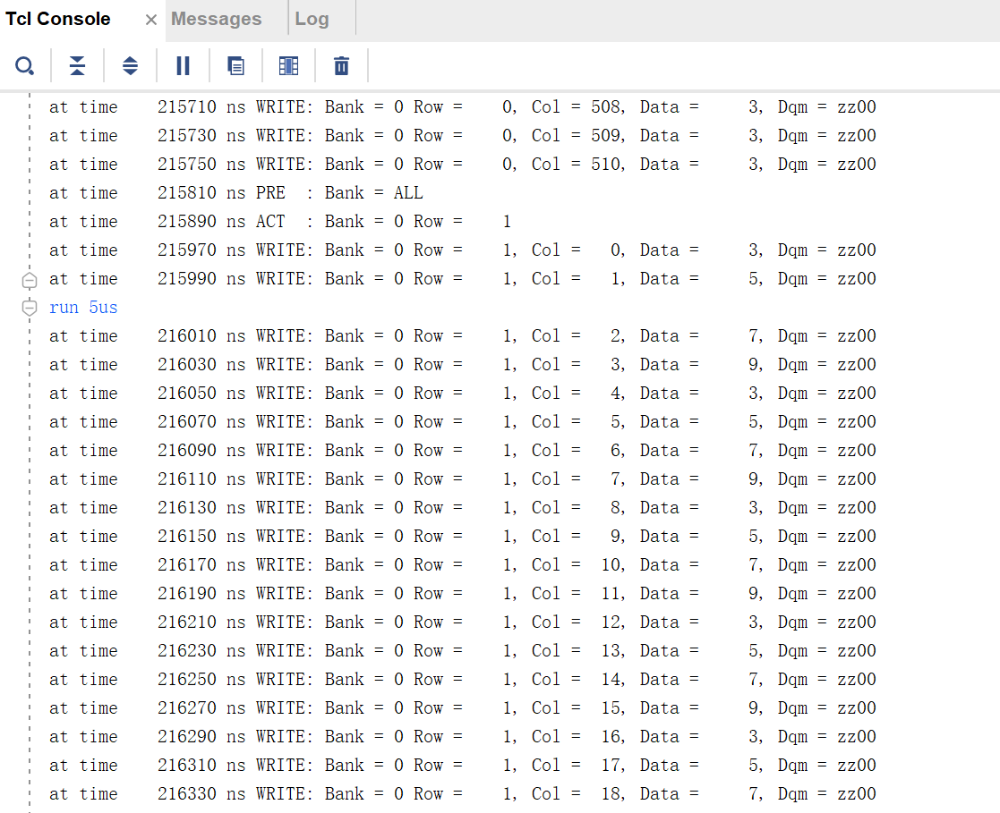 Tcl Console × Messages Log
at time    215710 ns WRITE: Bank = 0 Row =    0, Col = 508, Data =     3, Dqm = zz00
at time    215730 ns WRITE: Bank = 0 Row =    0, Col = 509, Data =     3, Dqm = zz00
at time    215750 ns WRITE: Bank = 0 Row =    0, Col = 510, Data =     3, Dqm = zz00
at time    215810 ns PRE  : Bank = ALL
at time    215890 ns ACT  : Bank = 0 Row =    1
at time    215970 ns WRITE: Bank = 0 Row =    1, Col =   0, Data =     3, Dqm = zz00
at time    215990 ns WRITE: Bank = 0 Row =    1, Col =   1, Data =     5, Dqm = zz00
run 5us
at time    216010 ns WRITE: Bank = 0 Row =    1, Col =   2, Data =     7, Dqm = zz00
at time    216030 ns WRITE: Bank = 0 Row =    1, Col =   3, Data =     9, Dqm = zz00
at time    216050 ns WRITE: Bank = 0 Row =    1, Col =   4, Data =     3, Dqm = zz00
at time    216070 ns WRITE: Bank = 0 Row =    1, Col =   5, Data =     5, Dqm = zz00
at time    216090 ns WRITE: Bank = 0 Row =    1, Col =   6, Data =     7, Dqm = zz00
at time    216110 ns WRITE: Bank = 0 Row =    1, Col =   7, Data =     9, Dqm = zz00
at time    216130 ns WRITE: Bank = 0 Row =    1, Col =   8, Data =     3, Dqm = zz00
at time    216150 ns WRITE: Bank = 0 Row =    1, Col =   9, Data =     5, Dqm = zz00
at time    216170 ns WRITE: Bank = 0 Row =    1, Col =  10, Data =     7, Dqm = zz00
at time    216190 ns WRITE: Bank = 0 Row =    1, Col =  11, Data =     9, Dqm = zz00
at time    216210 ns WRITE: Bank = 0 Row =    1, Col =  12, Data =     3, Dqm = zz00
at time    216230 ns WRITE: Bank = 0 Row =    1, Col =  13, Data =     5, Dqm = zz00
at time    216250 ns WRITE: Bank = 0 Row =    1, Col =  14, Data =     7, Dqm = zz00
at time    216270 ns WRITE: Bank = 0 Row =    1, Col =  15, Data =     9, Dqm = zz00
at time    216290 ns WRITE: Bank = 0 Row =    1, Col =  16, Data =     3, Dqm = zz00
at time    216310 ns WRITE: Bank = 0 Row =    1, Col =  17, Data =     5, Dqm = zz00
at time    216330 ns WRITE: Bank = 0 Row =    1, Col =  18, Data =     7, Dqm = zz00